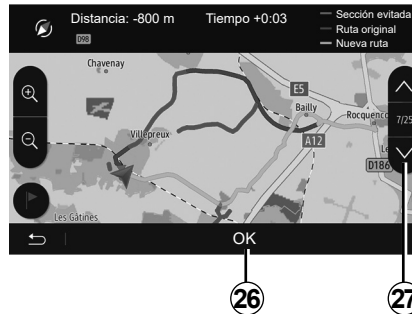 Distancia: -800 m Tiempo +0:03
Sección evitada
Ruta original
Nueva ruta
D98
Chavenay
E5
Bailly
Rocquenc
7/25
Villepreux
A12
Le
D186
Les Gâtines
OK
26
27